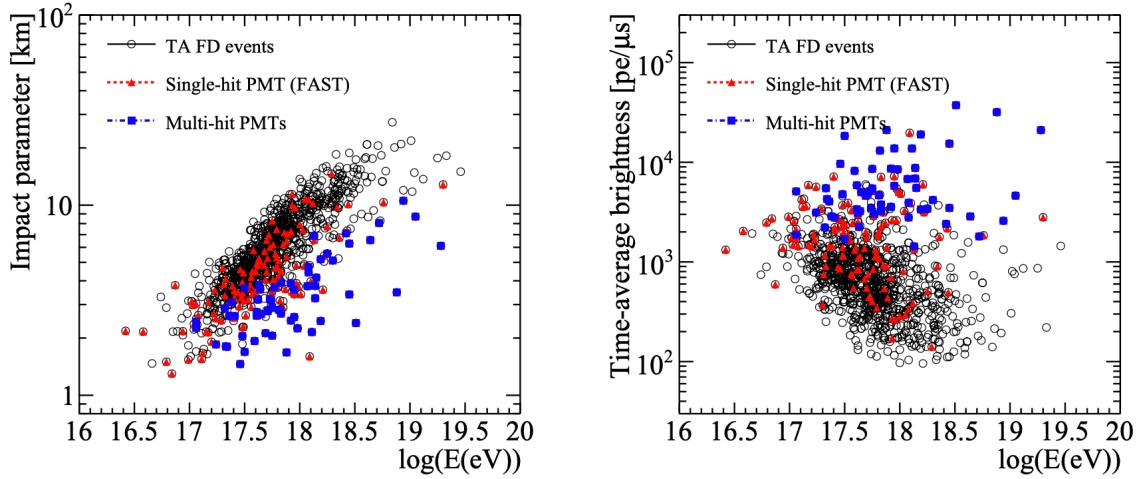 Impact parameter [km]
10²
10
1
TA FD events
Single-hit PMT (FAST)
Multi-hit PMTs
16 16.5 17 17.5 18 18.5 19 19.5 20
log(E(eV))
Time-average brightness [pe/μs]
10⁵
10⁴
10³
10²
TA FD events
Single-hit PMT (FAST)
Multi-hit PMTs
16 16.5 17 17.5 18 18.5 19 19.5 20
log(E(eV))